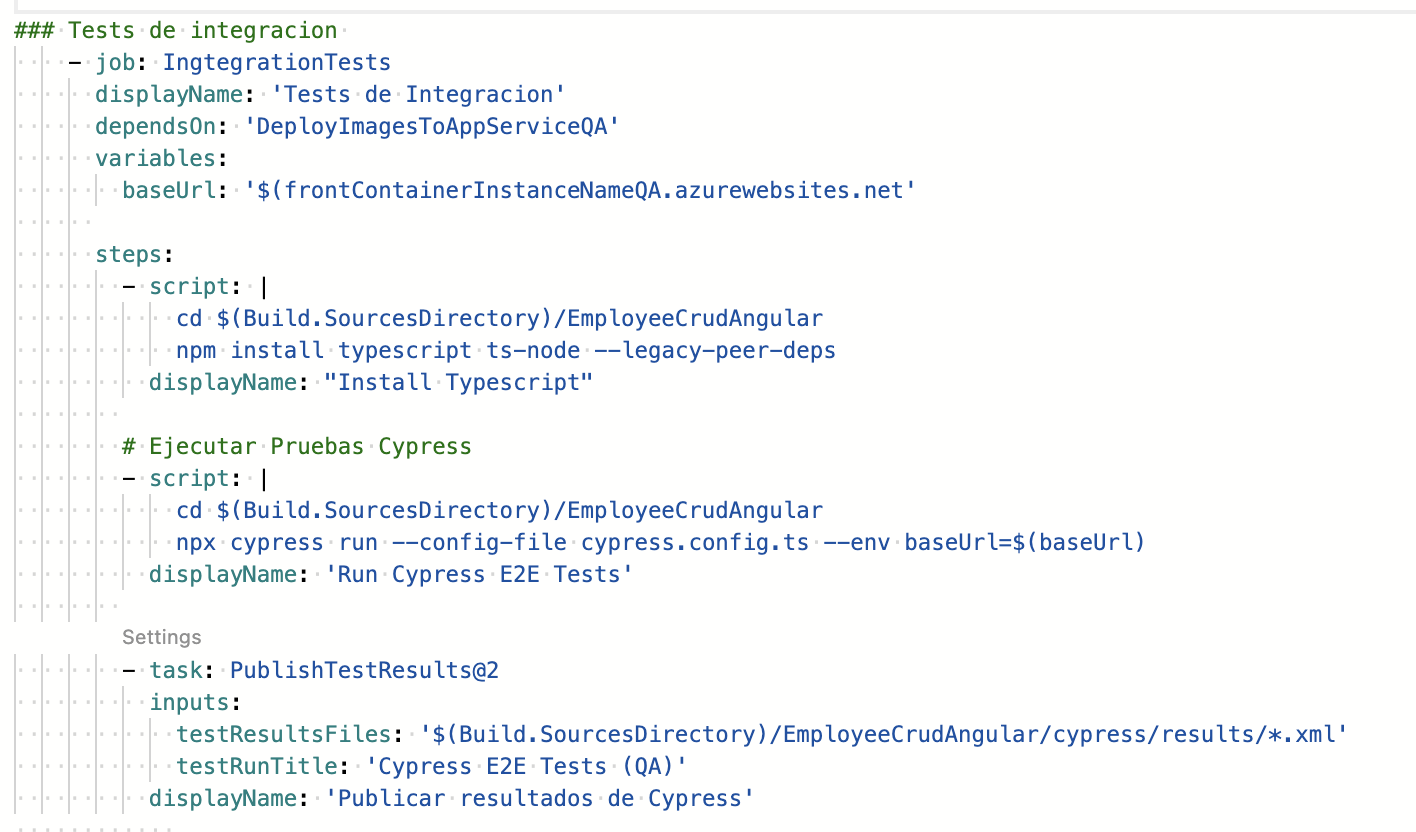 ### Tests de integracion
- job: IngtegrationTests
displayName: 'Tests de Integracion'
dependsOn: 'DeployImagesToAppServiceQA'
variables:
baseUrl: '$(frontContainerInstanceNameQA.azurewebsites.net'
steps:
- script: |
cd $(Build.SourcesDirectory)/EmployeeCrudAngular
npm install typescript ts-node --legacy-peer-deps
displayName: "Install Typescript"
# Ejecutar Pruebas Cypress
- script: |
cd $(Build.SourcesDirectory)/EmployeeCrudAngular
npx cypress run --config-file cypress.config.ts --env baseUrl=$(baseUrl)
displayName: 'Run Cypress E2E Tests'
Settings
- task: PublishTestResults@2
inputs:
testResultsFiles: '$(Build.SourcesDirectory)/EmployeeCrudAngular/cypress/results/*.xml'
testRunTitle: 'Cypress E2E Tests (QA)'
displayName: 'Publicar resultados de Cypress'